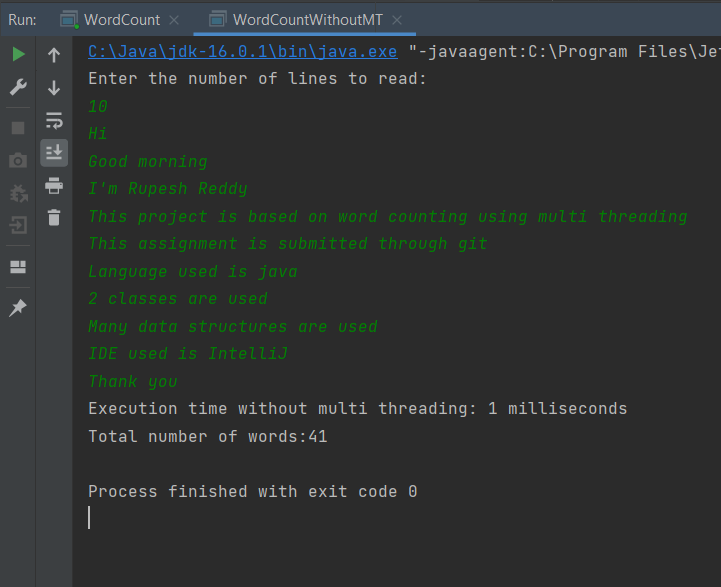 Run: WordCount × WordCountWithoutMT ×
C:\Java\jdk-16.0.1\bin\java.exe "-javaagent:C:\Program Files\Je
Enter the number of lines to read:
10
Hi
Good morning
I'm Rupesh Reddy
This project is based on word counting using multi threading
This assignment is submitted through git
Language used is java
2 classes are used
Many data structures are used
IDE used is IntelliJ
Thank you
Execution time without multi threading: 1 milliseconds
Total number of words:41
Process finished with exit code 0